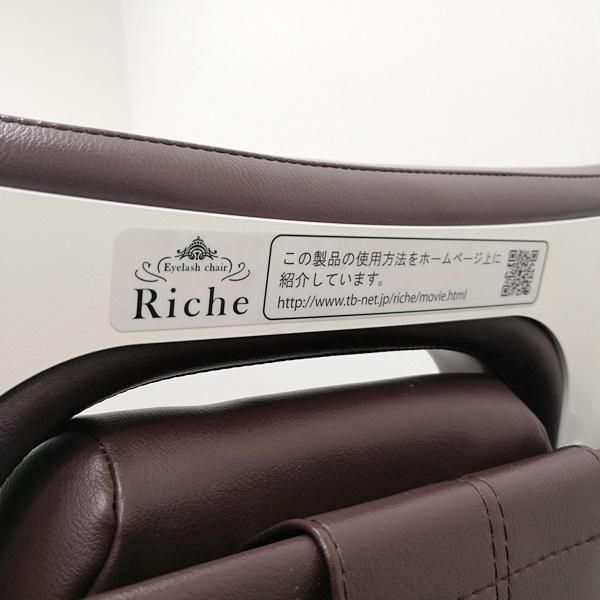 Eyelash chair
Riche
この製品の使用方法をホームページ上に
紹介しています。
http://www.tb-net.jp/riche/movie.html